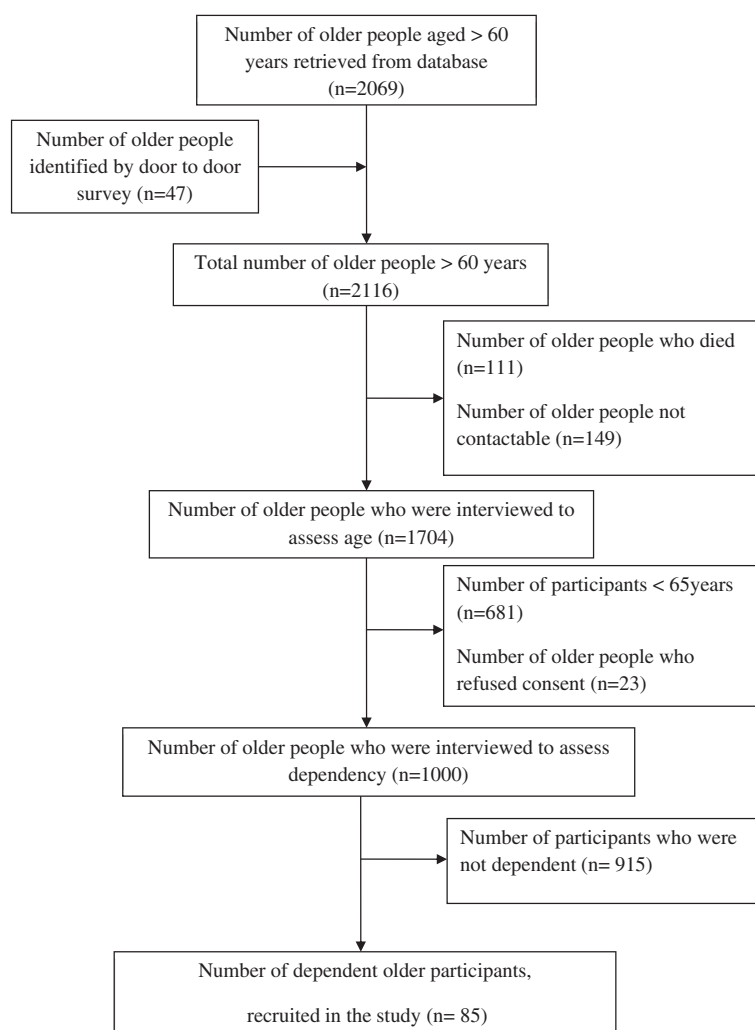 Number of older people aged > 60
years retrieved from database
(n=2069)
Number of older people
identified by door to door
survey (n=47)
Total number of older people > 60 years
(n=2116)
Number of older people who died
(n=111)
Number of older people not
contactable (n=149)
Number of older people who were interviewed to
assess age (n=1704)
Number of participants < 65years
(n=681)
Number of older people who
refused consent (n=23)
Number of older people who were interviewed to assess
dependency (n=1000)
Number of participants who were
not dependent (n= 915)
Number of dependent older participants,
recruited in the study (n= 85)